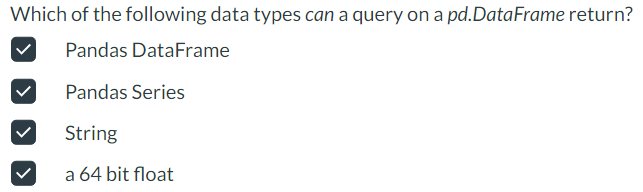 Which of the following data types can a query on a pd.DataFrame return?
Pandas DataFrame
Pandas Series
String
a 64 bit float